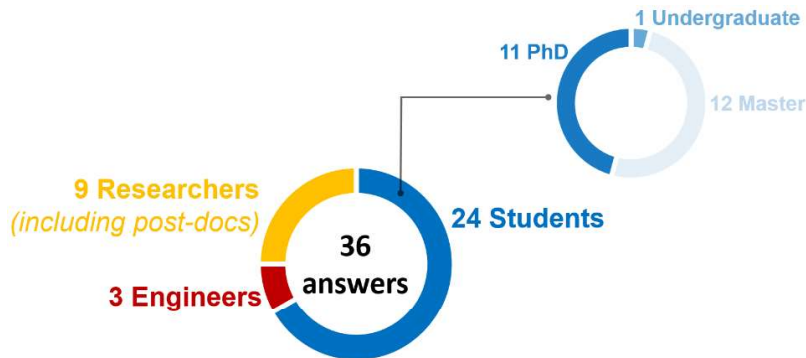 1 Undergraduate
11 PhD
12 Master
9 Researchers
(including post-docs)
24 Students
36
answers
3 Engineers